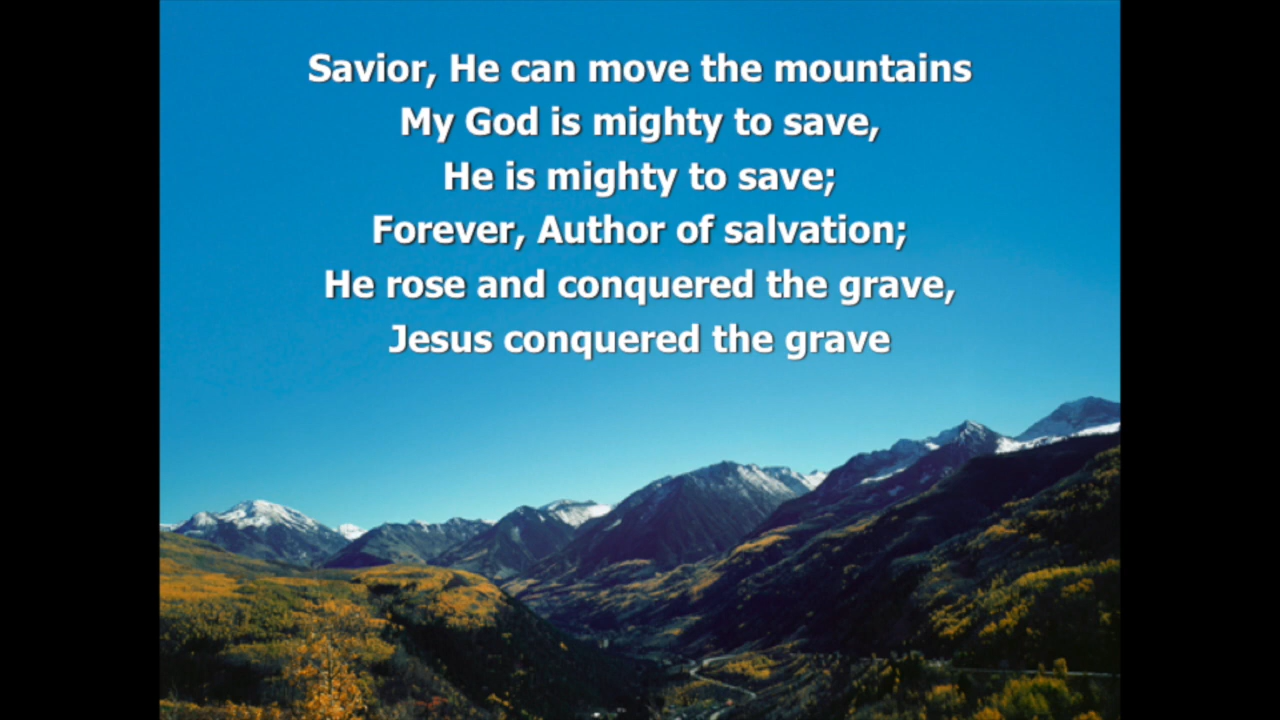 Savior, He can move the mountains
My God is mighty to save,
He is mighty to save;
Forever, Author of salvation;
He rose and conquered the grave,
Jesus conquered the grave